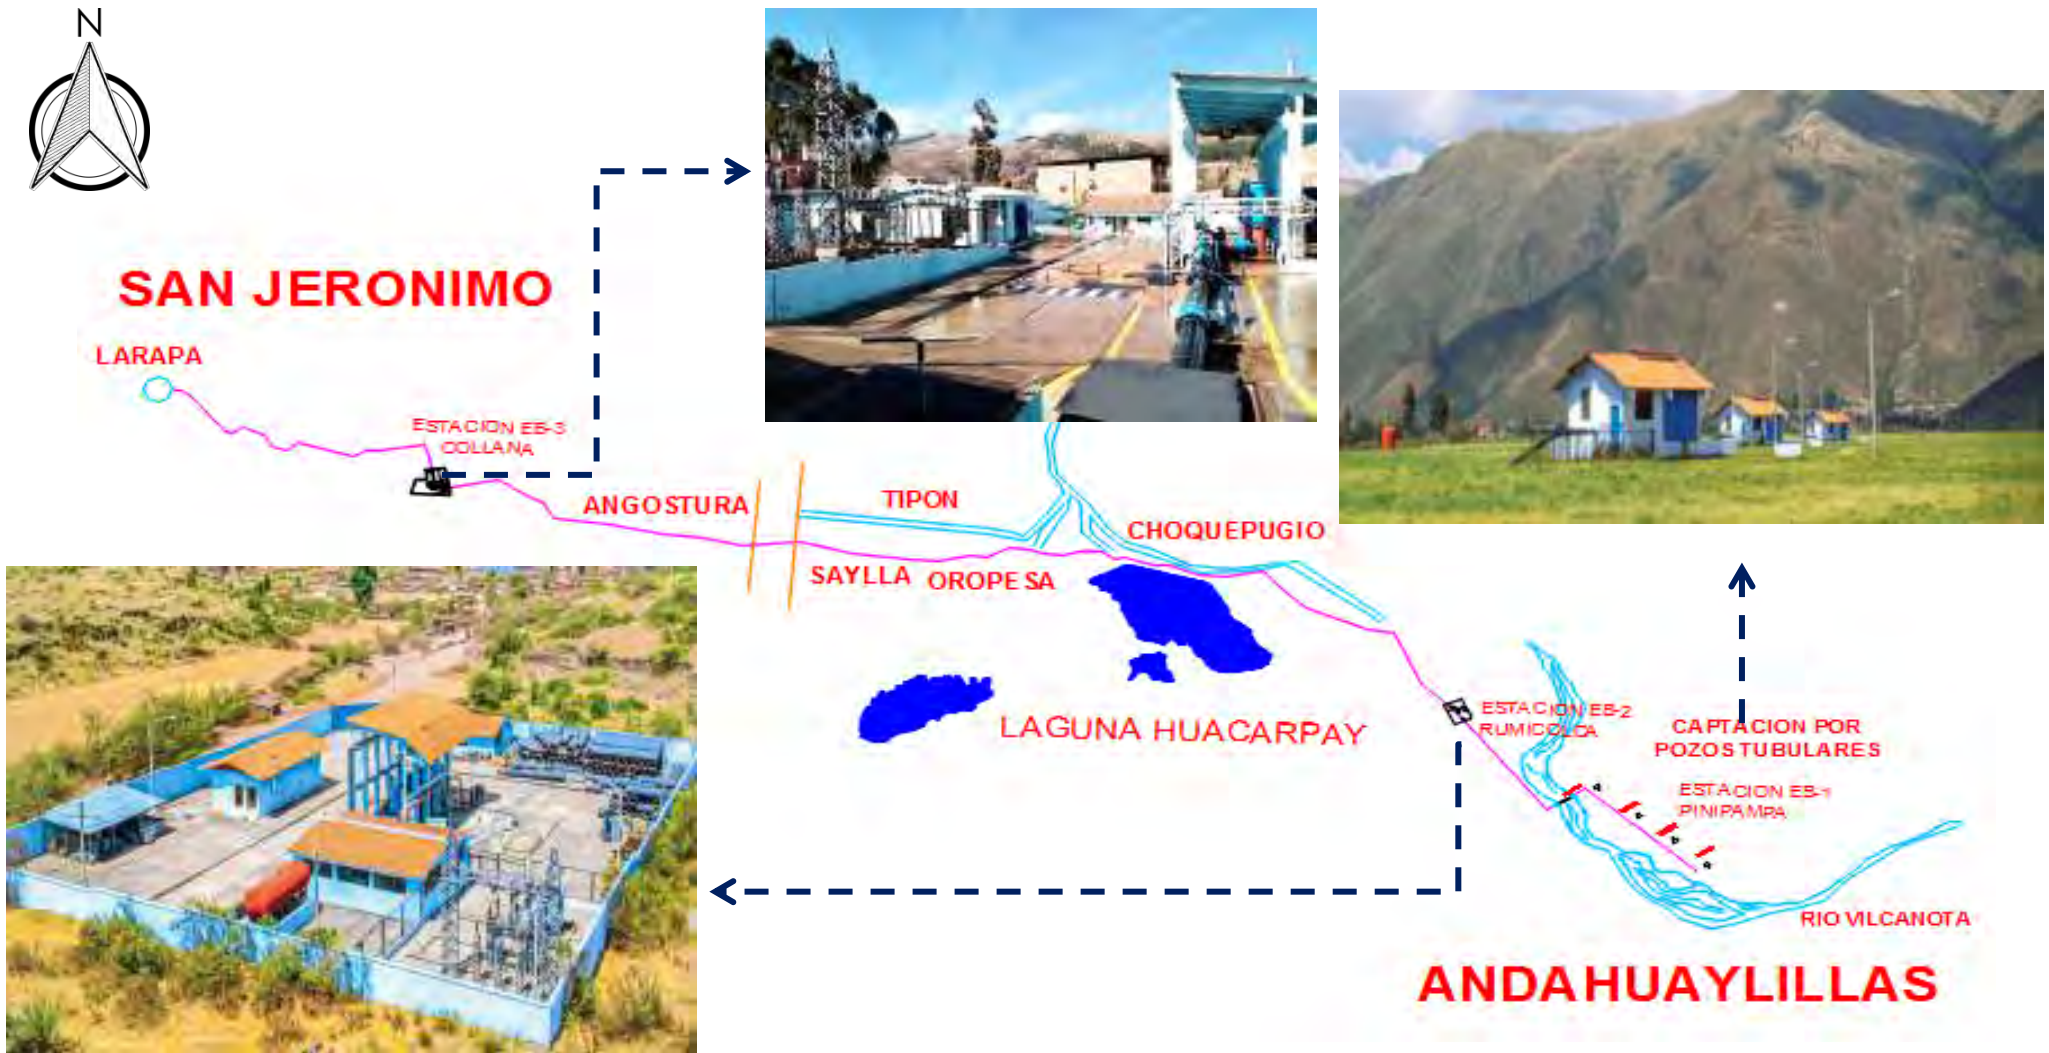 N
SAN JERONIMO
LARAPA
ESTACION EB-3
COLLANA
ANGOSTURA
TIPON
CHOQUEPUGIO
SAYLLA
OROPESA
LAGUNA HUACARPAY
ESTACION EB-2
RUMICOLCA
CAPTACION POR
POZOS TUBULARES
ESTACION EB-1
PINIPAMPA
RIO VILCANOTA
ANDAHUAYLILLAS